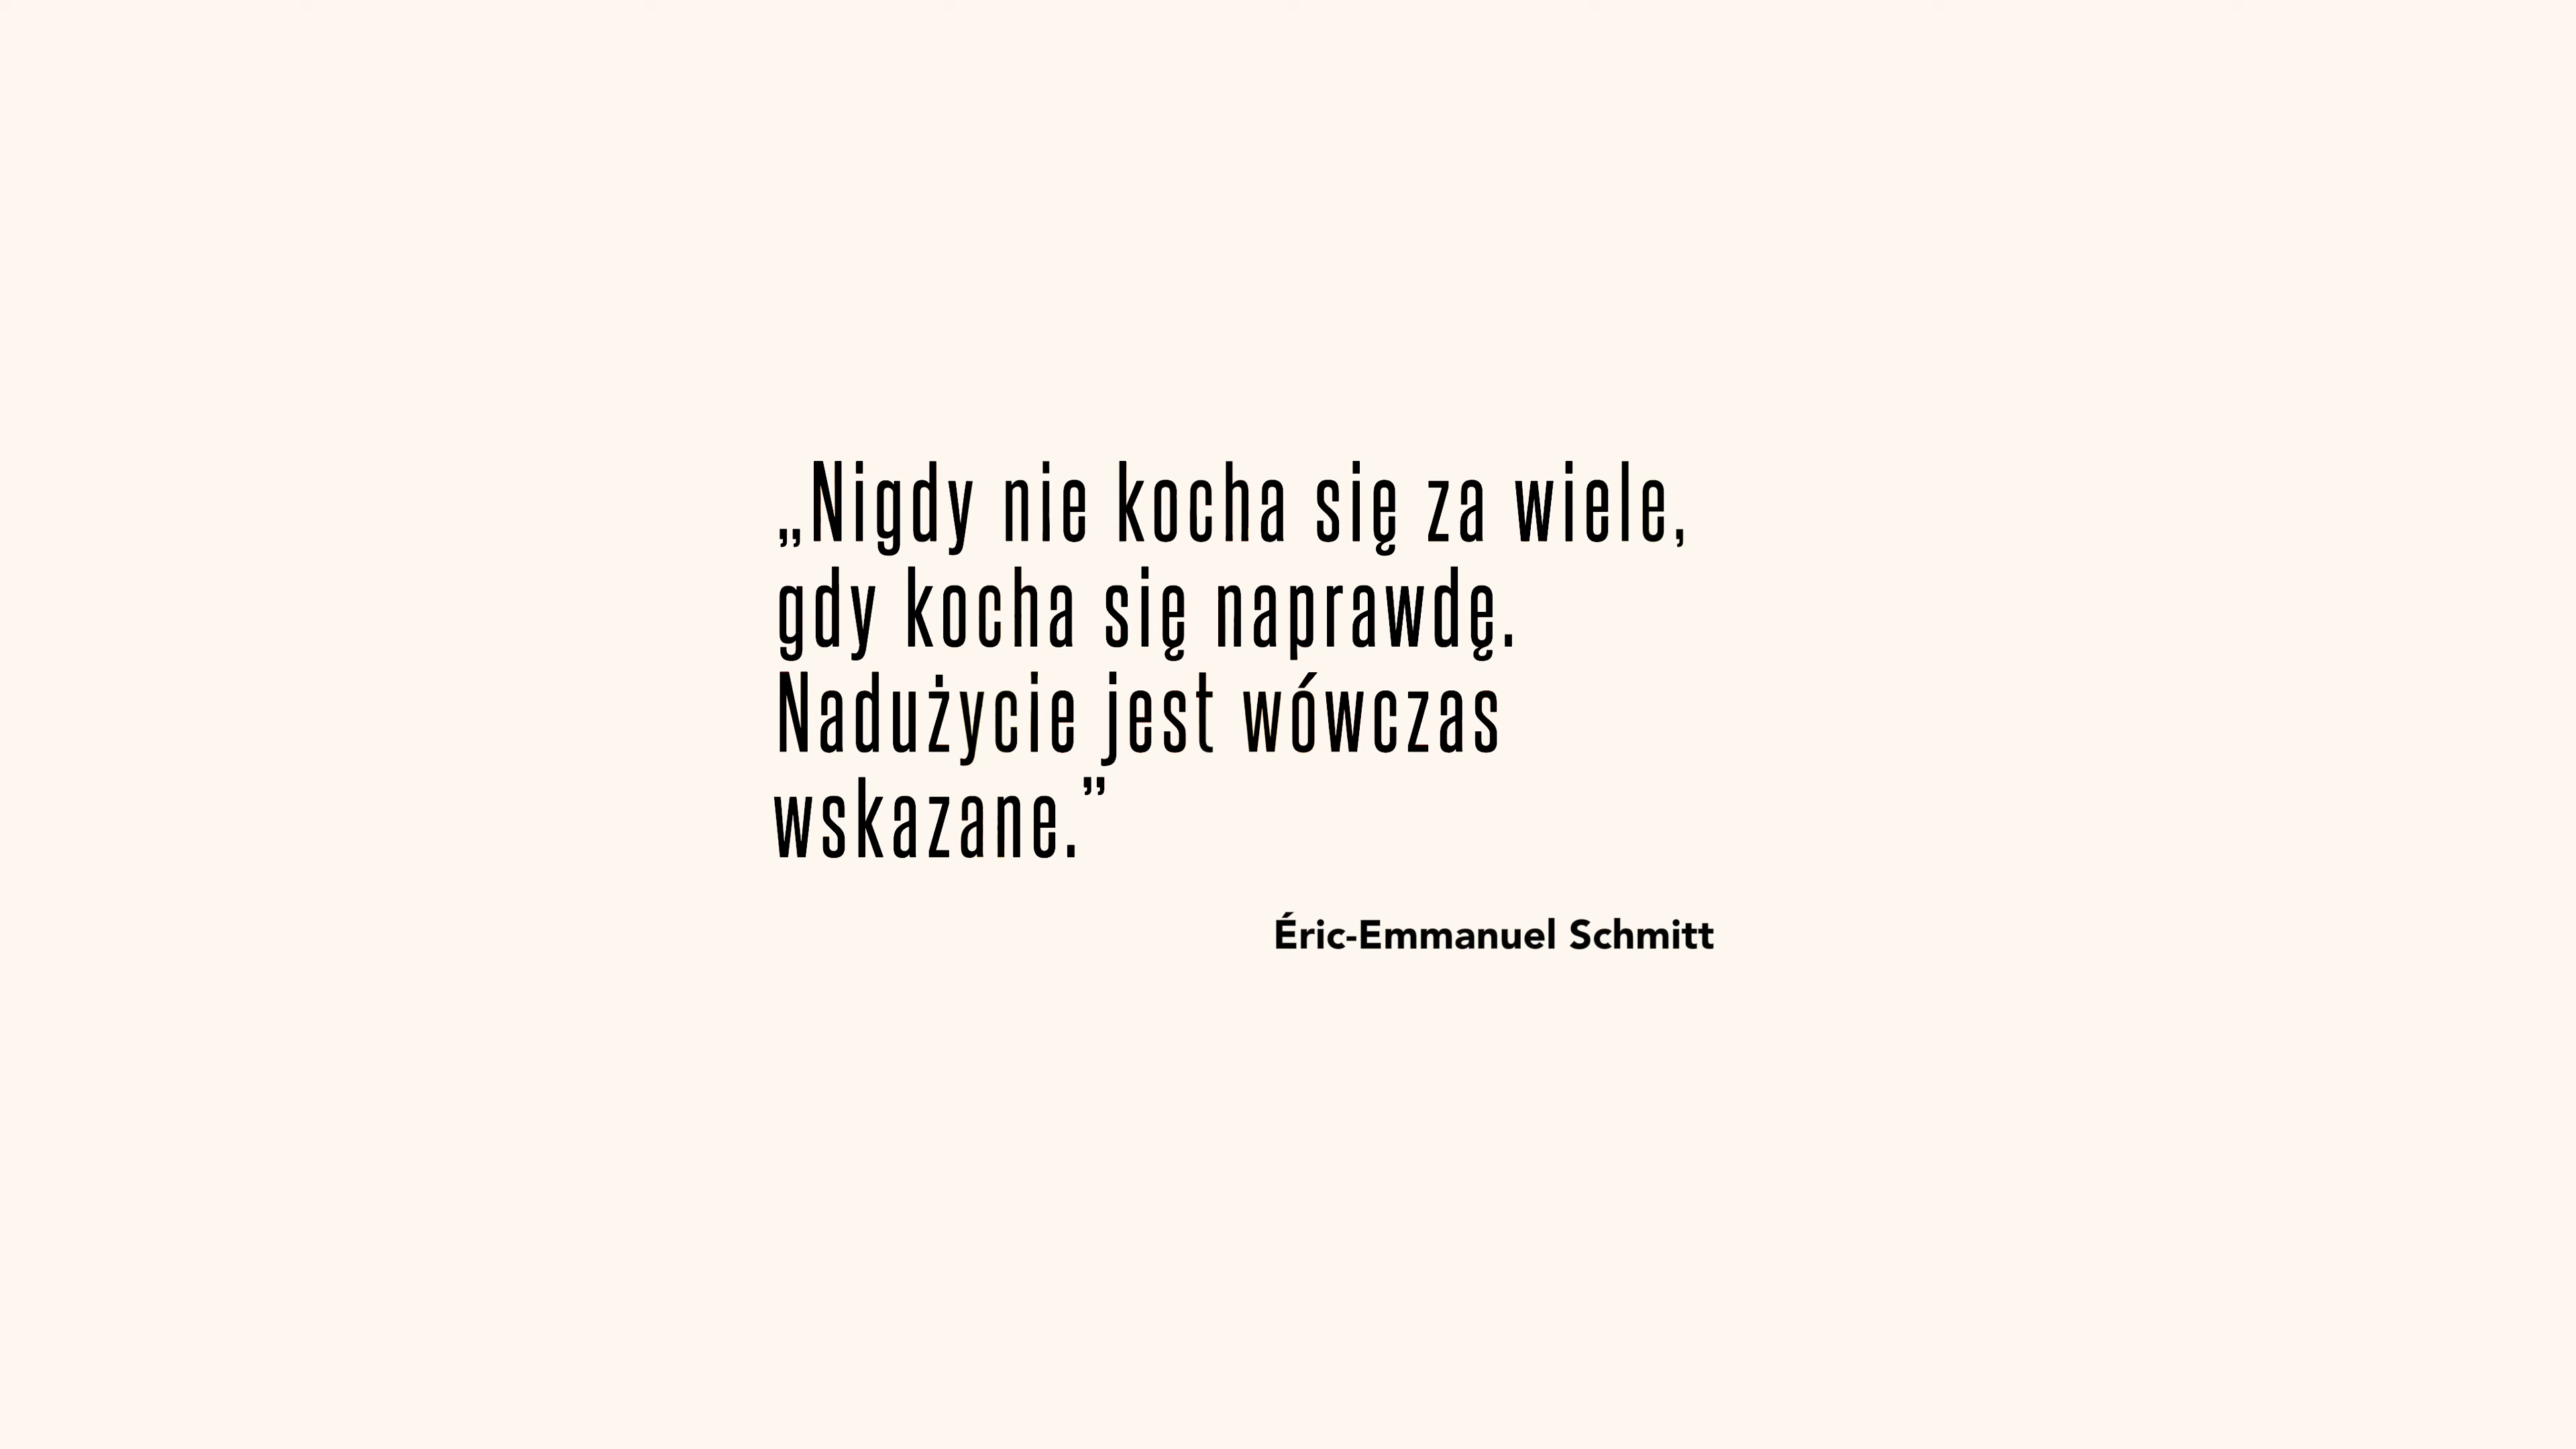 „Nigdy nie kocha się za wiele,
gdy kocha się naprawdę.
Nadużycie jest wówczas
wskazane.”
Éric-Emmanuel Schmitt